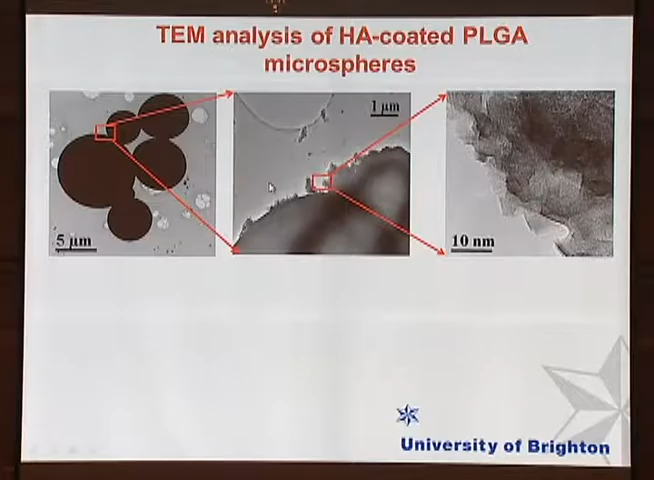 TEM analysis of HA-coated PLGA
microspheres
5 µm
1 µm
10 nm
University of Brighton